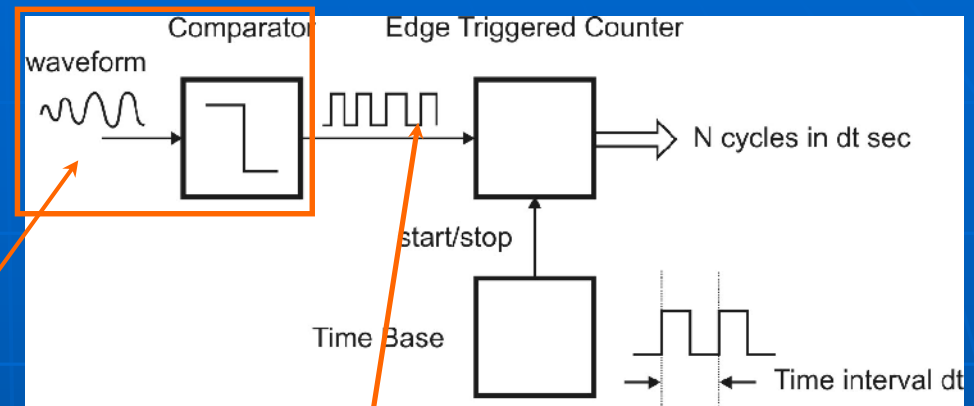 Comparator
Edge Triggered Counter
waveform
N cycles in dt sec
start/stop
Time Base
Time interval dt